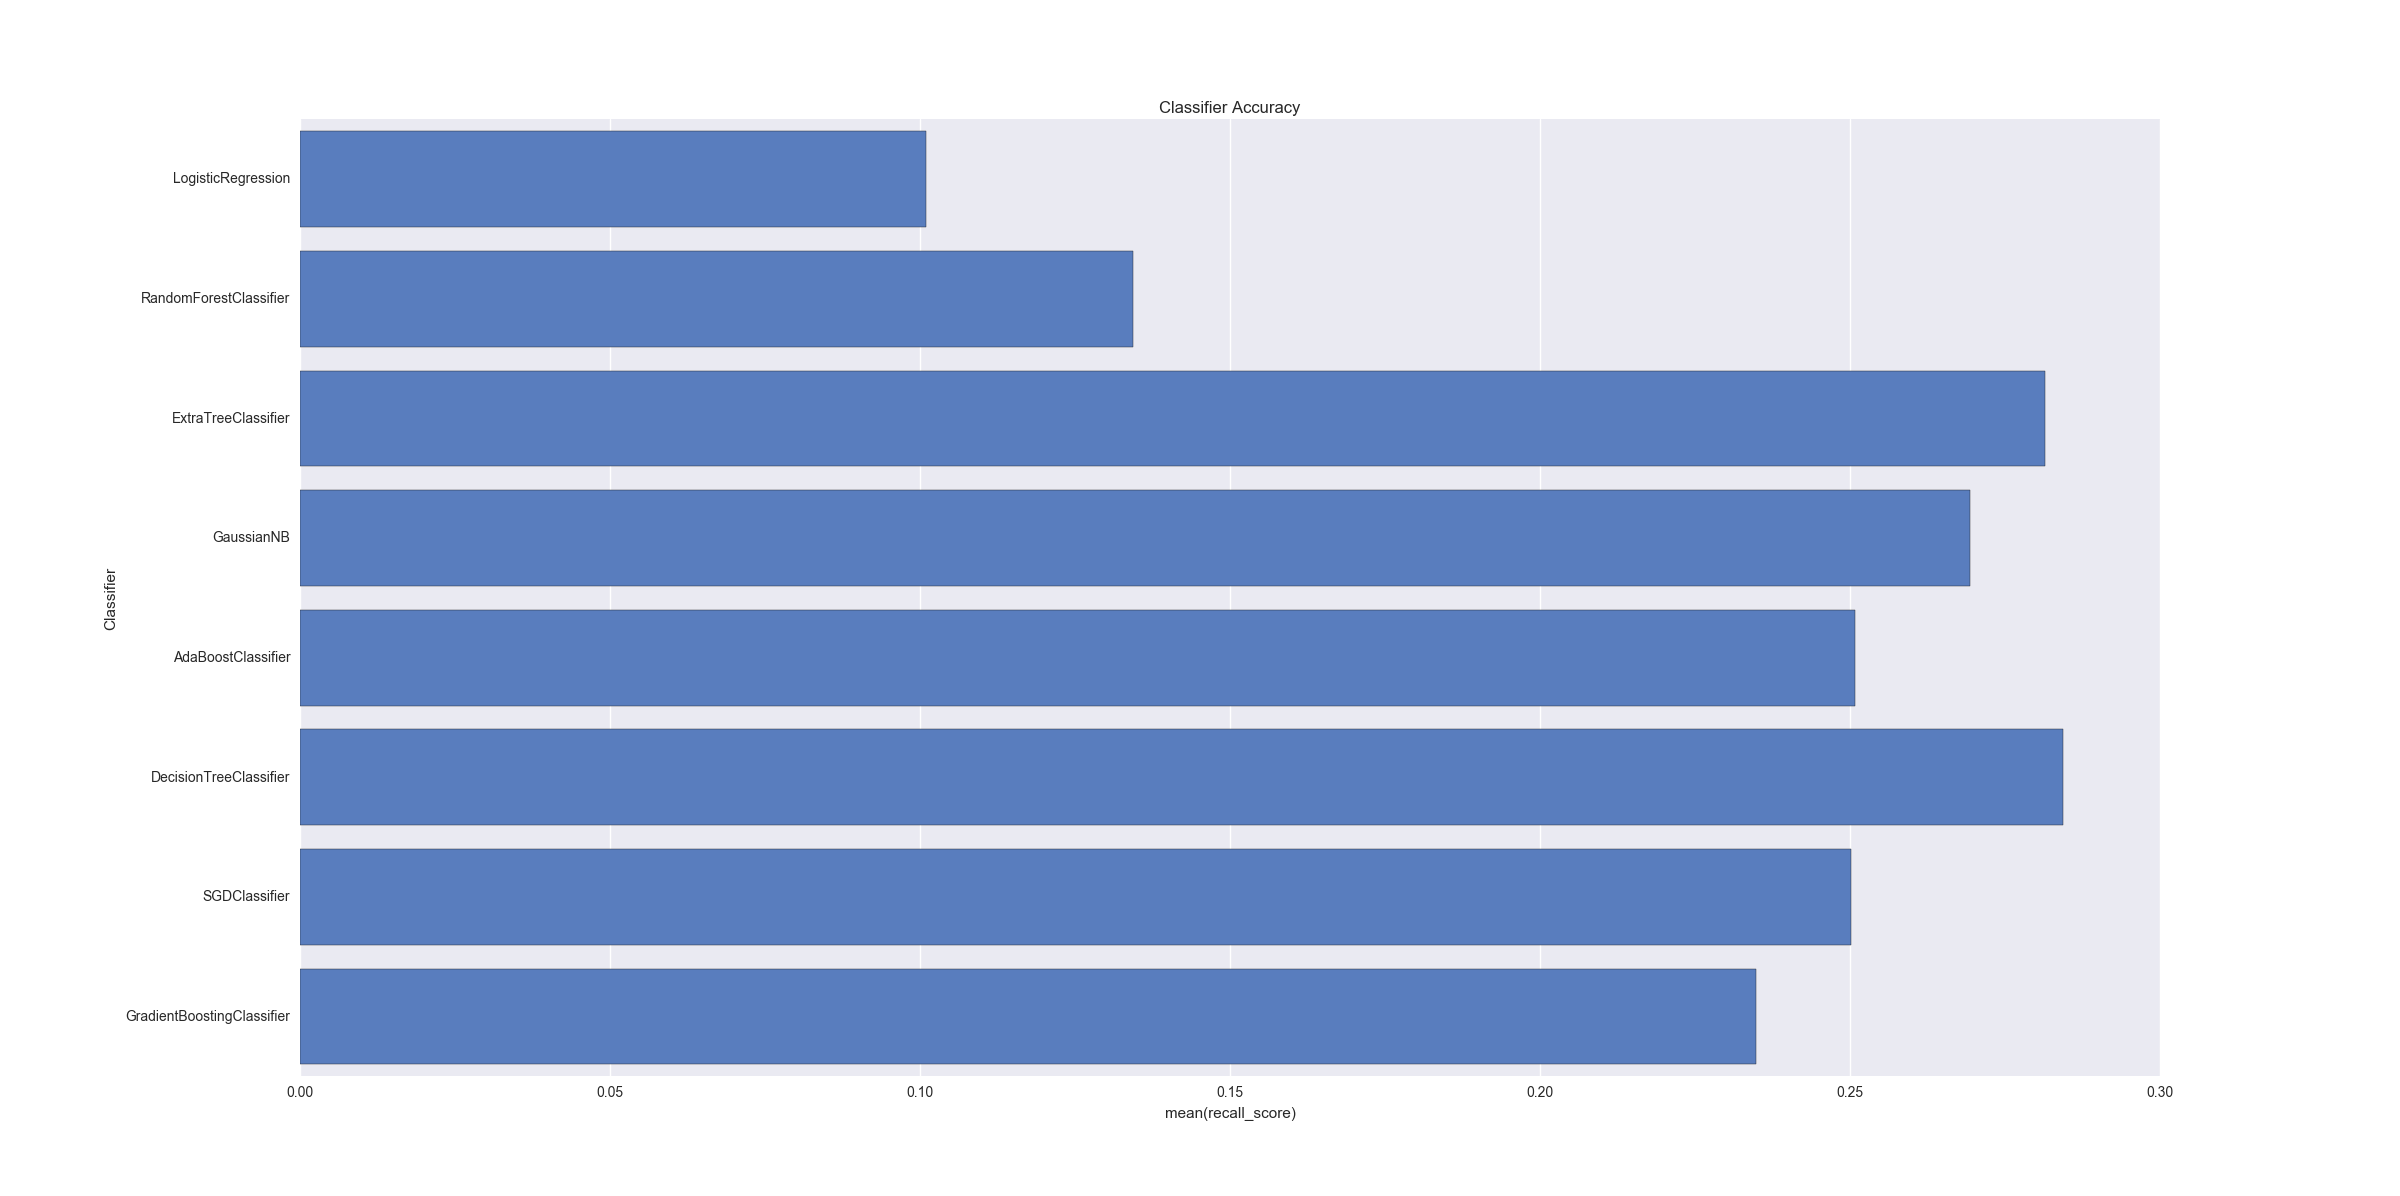 Classifier Accuracy
LogisticRegression
RandomForestClassifier
ExtraTreeClassifier
GaussianNB
Classifier
AdaBoostClassifier
DecisionTreeClassifier
SGDClassifier
GradientBoostingClassifier
0.00 0.05 0.10 0.15 0.20 0.25 0.30
mean(recall_score)